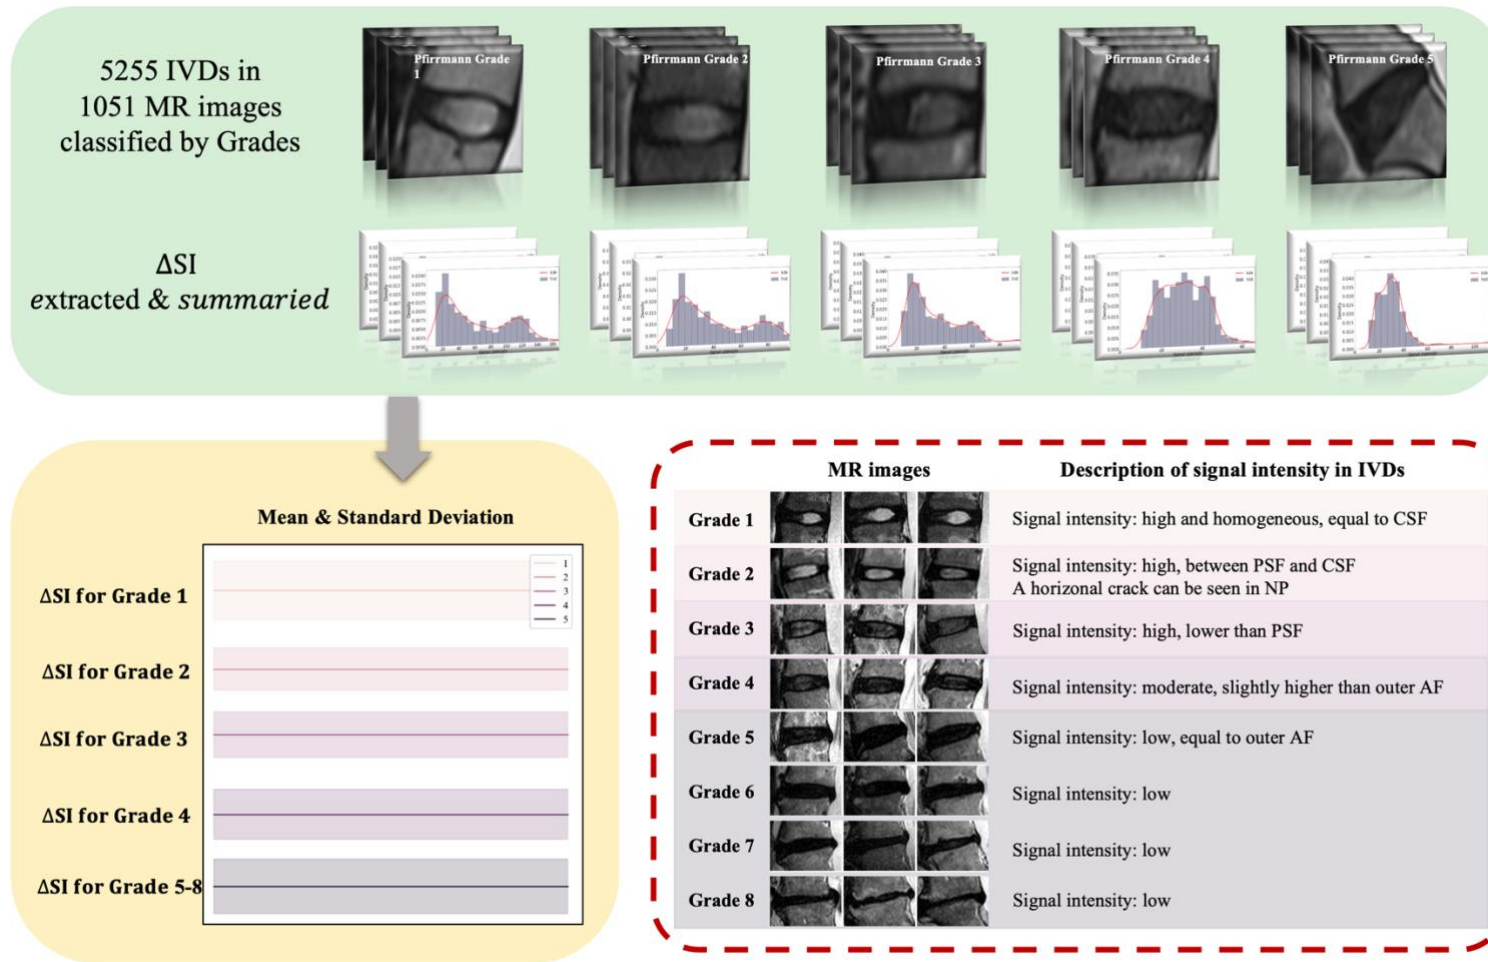 5255 IVDs in
1051 MR images
classified by Grades
Pfirrmann Grade
1
Pfirrmann Grade 2
Pfirrmann Grade 3
Pfirrmann Grade 4
Pfirrmann Grade 5
ΔSI
extracted & summaried
Mean & Standard Deviation
1
2
3
4
5
ΔSI for Grade 1
ΔSI for Grade 2
ΔSI for Grade 3
ΔSI for Grade 4
ΔSI for Grade 5-8
MR images
Description of signal intensity in IVDs
Grade 1
Signal intensity: high and homogeneous, equal to CSF
Grade 2
Signal intensity: high, between PSF and CSF
A horizonal crack can be seen in NP
Grade 3
Signal intensity: high, lower than PSF
Grade 4
Signal intensity: moderate, slightly higher than outer AF
Grade 5
Signal intensity: low, equal to outer AF
Grade 6
Signal intensity: low
Grade 7
Signal intensity: low
Grade 8
Signal intensity: low